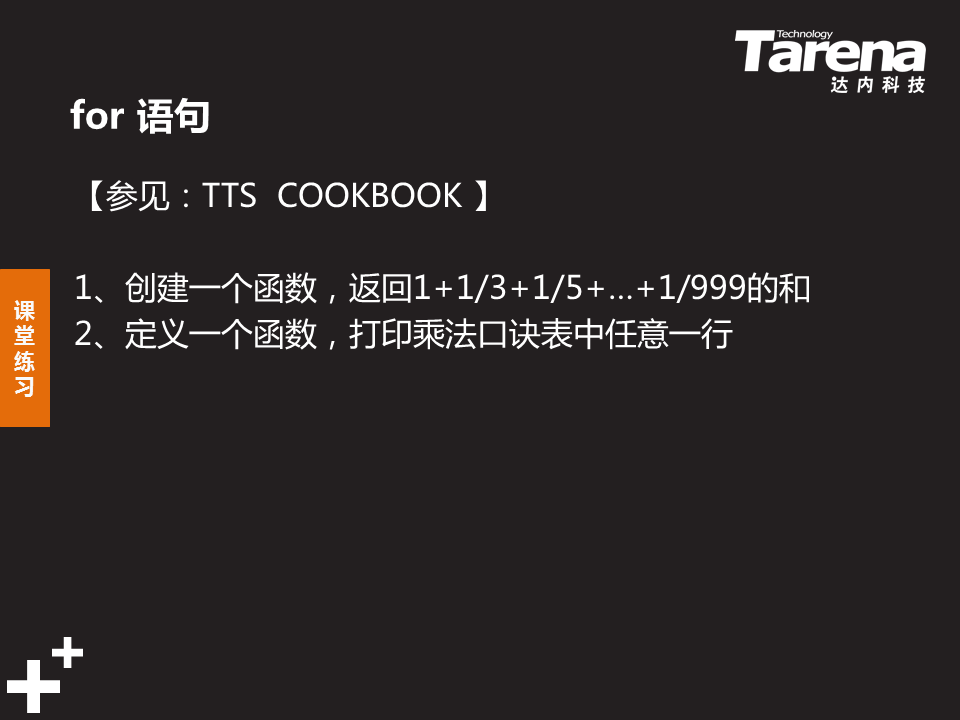 Technology
Tarena
达内科技
for 语句
【参见：TTS COOKBOOK 】
1、创建一个函数，返回1+1/3+1/5+…+1/999的和
2、定义一个函数，打印乘法口诀表中任意一行
课堂练习